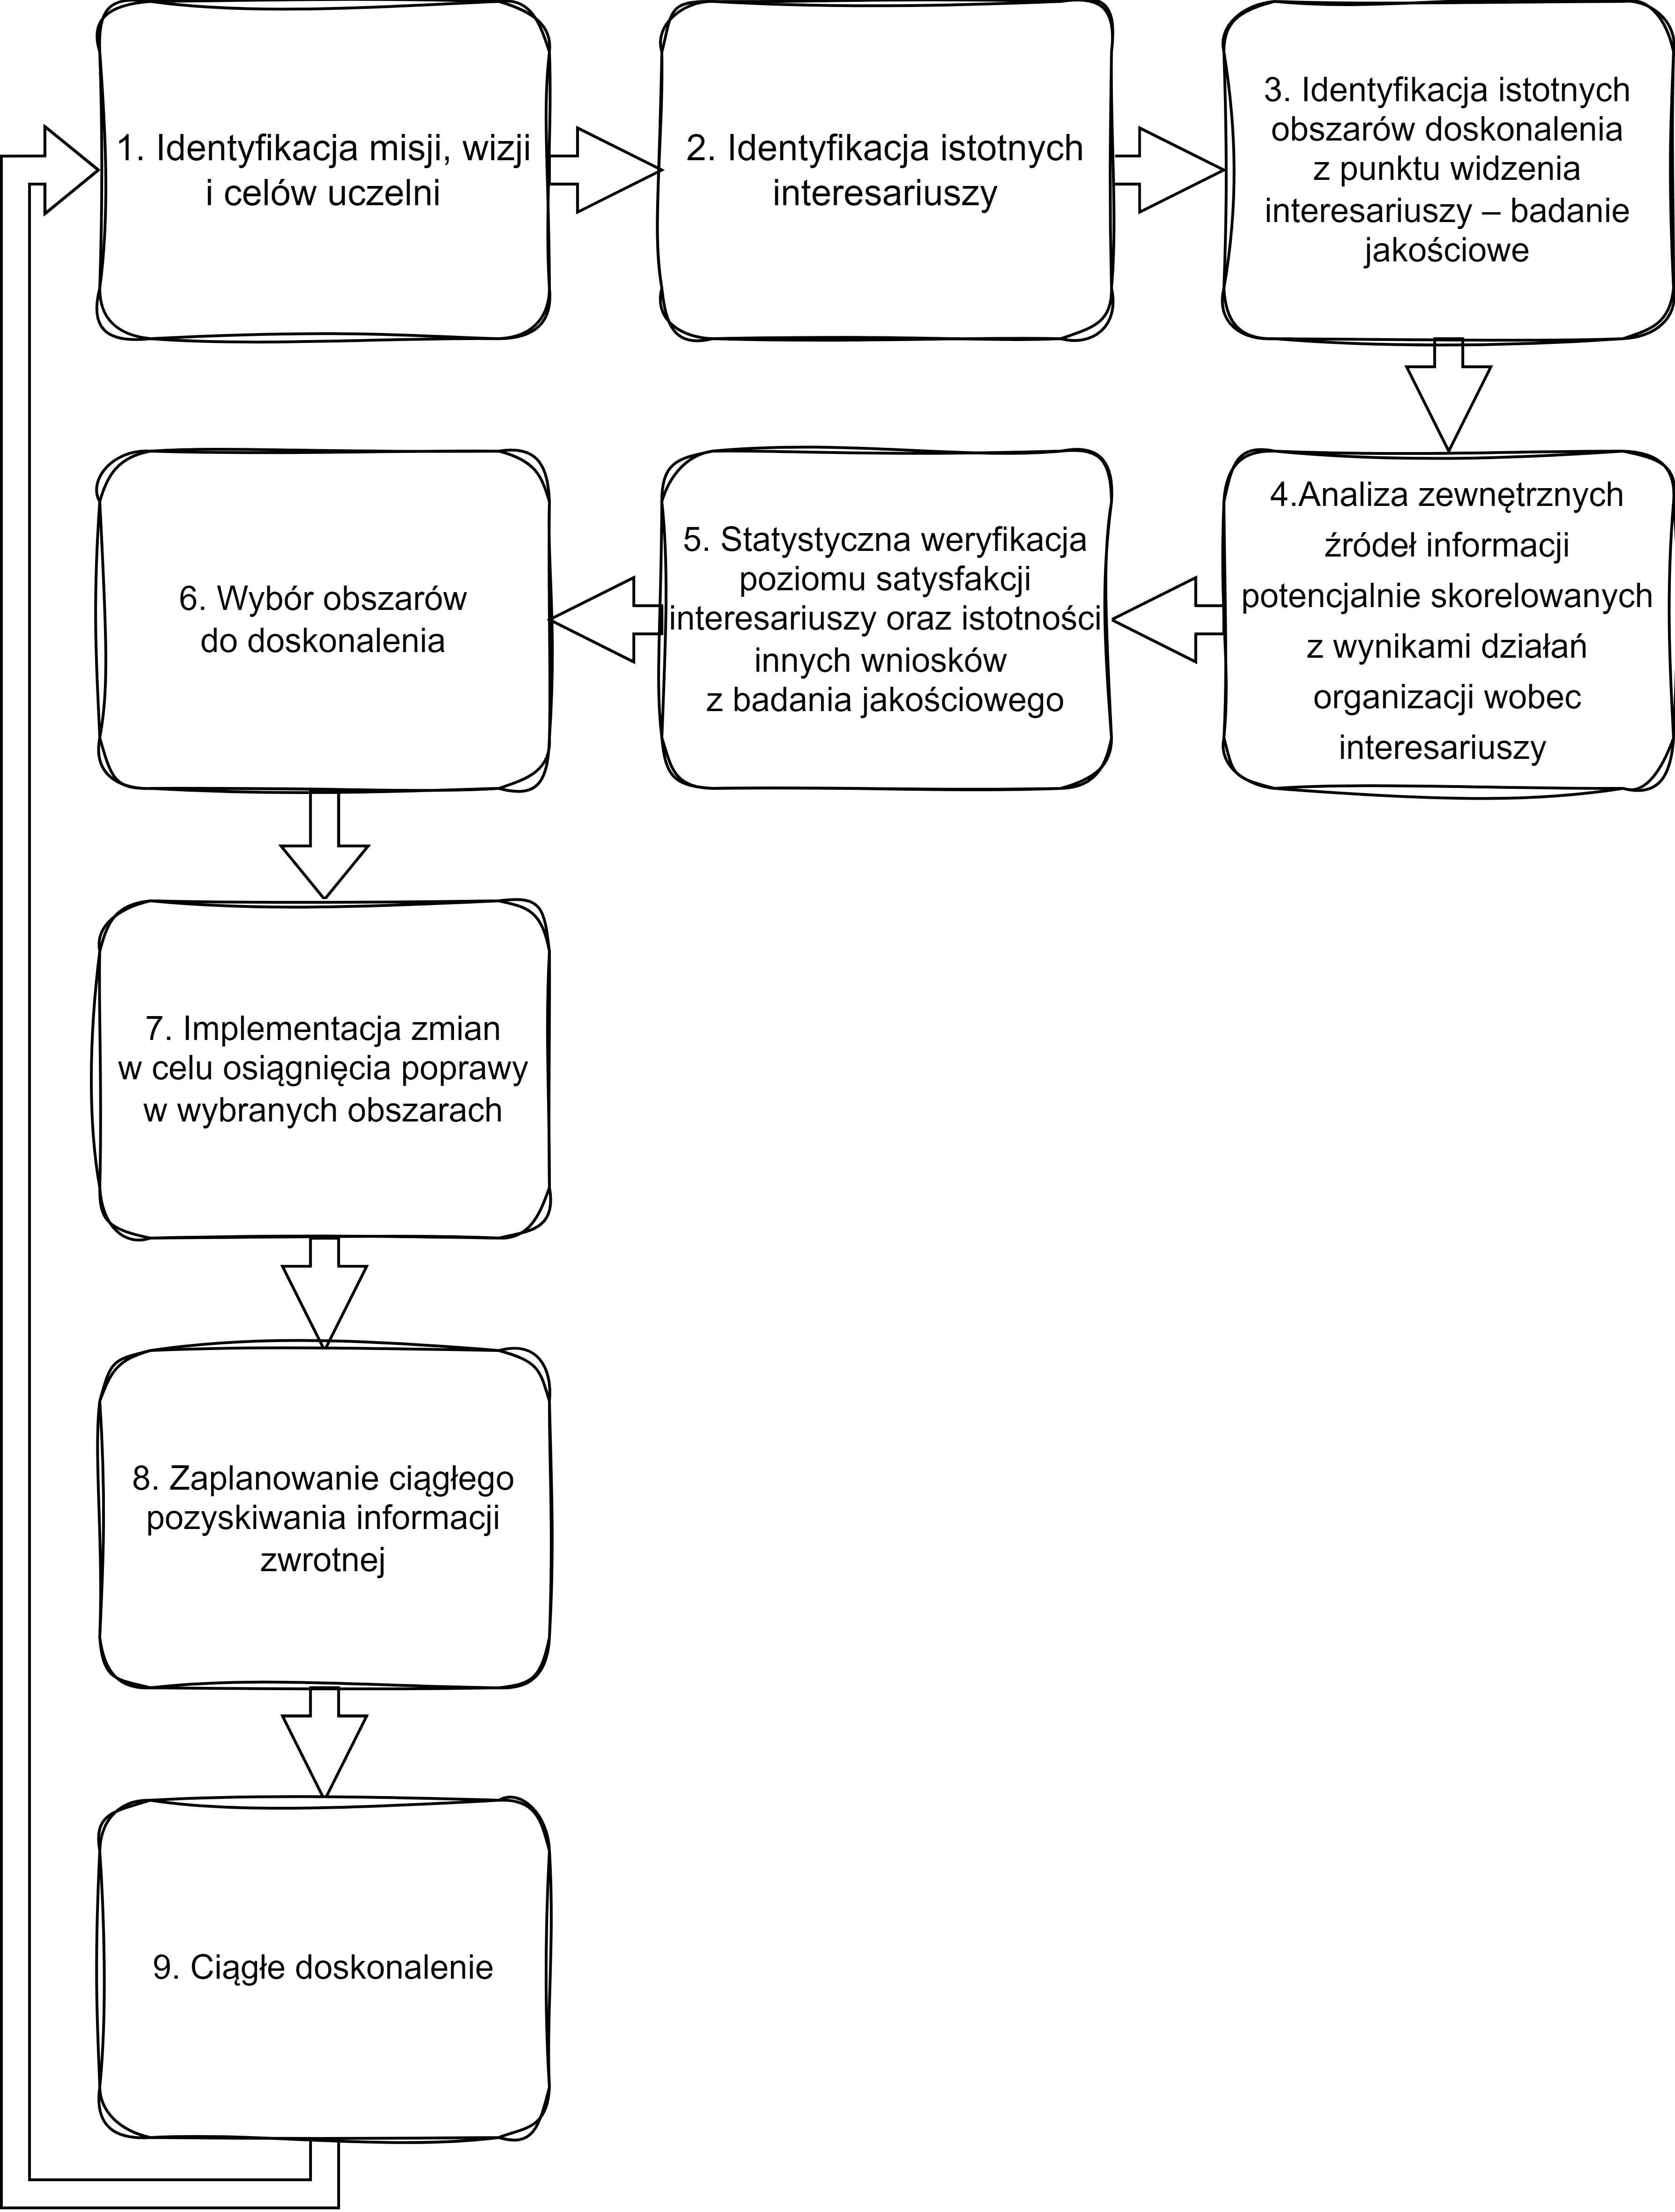 1. Identyfikacja misji, wizji
i celów uczelni
2. Identyfikacja istotnych
interesariuszy
3. Identyfikacja istotnych
obszarów doskonalenia
z punktu widzenia
interesariuszy – badanie
jakościowe
4.Analiza zewnętrznych
źródeł informacji
potencjalnie skorelowanych
z wynikami działań
organizacji wobec
interesariuszy
5. Statystyczna weryfikacja
poziomu satysfakcji
interesariuszy oraz istotności
innych wniosków
z badania jakościowego
6. Wybór obszarów
do doskonalenia
7. Implementacja zmian
w celu osiągnięcia poprawy
w wybranych obszarach
8. Zaplanowanie ciągłego
pozyskiwania informacji
zwrotnej
9. Ciągłe doskonalenie